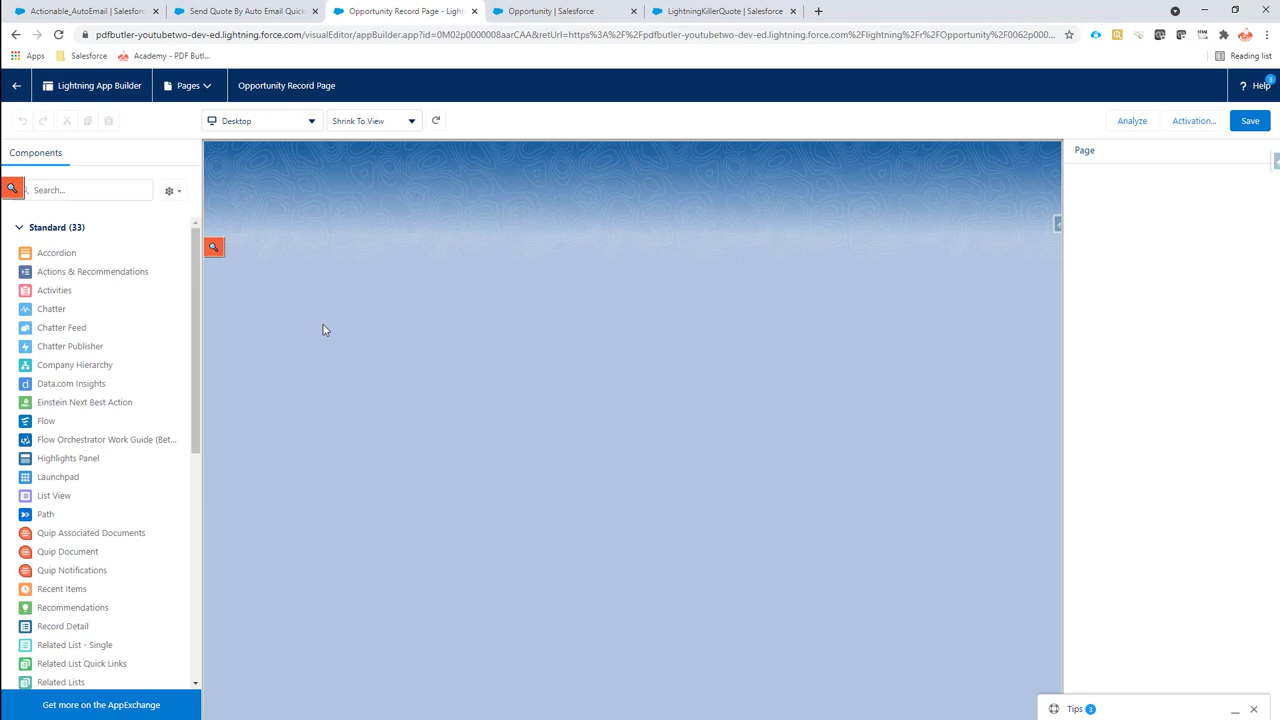 Actionable_AutoEmail | Salesforc
Send Quote By Auto Email Quick
Opportunity Record Page - Light
Opportunity | Salesforce
LightningKillerQuote | Salesforce
pdfbutler-youtubetwo-dev-ed.lightning.force.com/visualEditor/appBuilder.app?id=0M02p0000008aarCAA&retUrl=https%3A%2F%2Fpdfbutler-youtubetwo-dev-ed.lightning.force.com%2Flightning%2Fr%2FOpportunity%2F0062p000...
Apps
Salesforce
Academy - PDF Butl...
Reading list
Lightning App Builder
Pages
Opportunity Record Page
3
? Help
Desktop
Shrink To View
Analyze
Activation...
Save
Components
Page
Search...
Standard (33)
Accordion
Actions & Recommendations
Activities
Chatter
Chatter Feed
Chatter Publisher
Company Hierarchy
Data.com Insights
Einstein Next Best Action
Flow
Flow Orchestrator Work Guide (Bet...
Highlights Panel
Launchpad
List View
Path
Quip Associated Documents
Quip Document
Quip Notifications
Recent Items
Recommendations
Record Detail
Related List - Single
Related List Quick Links
Related Lists
Get more on the AppExchange
Tips 3